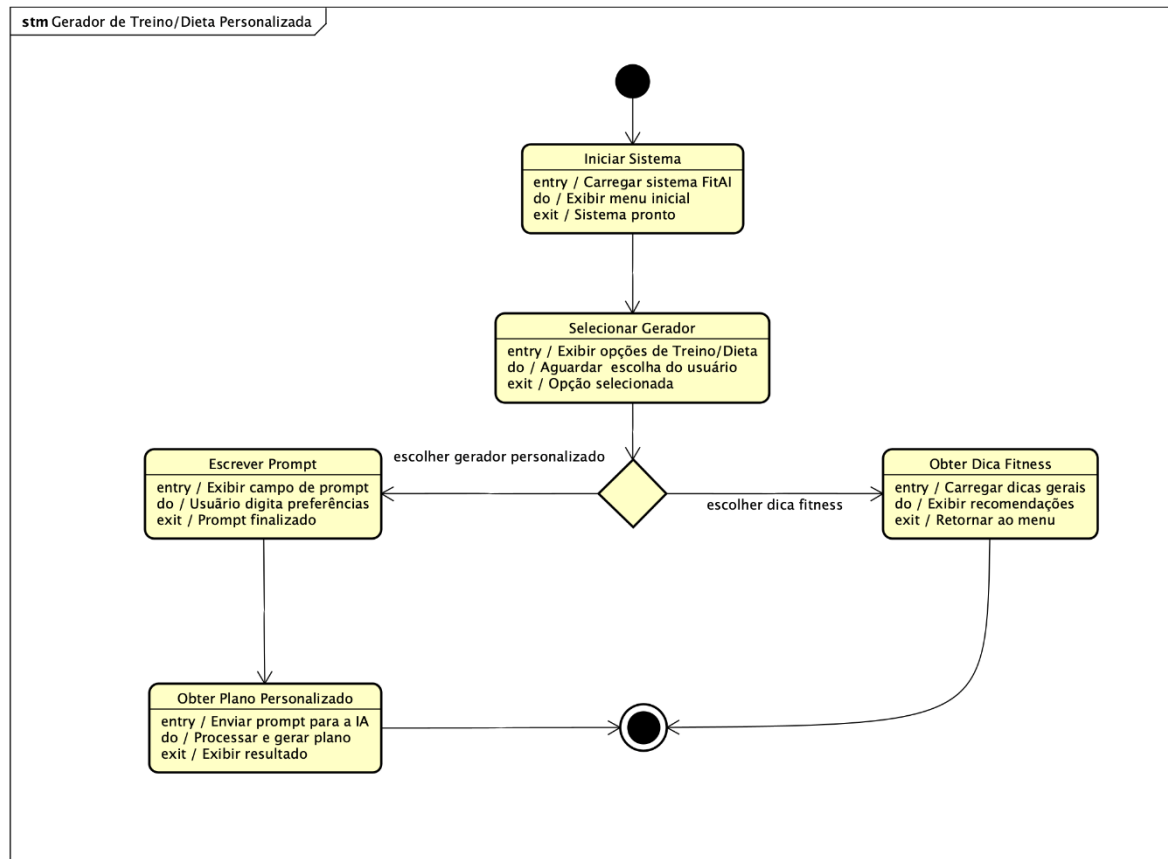 stm Gerador de Treino/Dieta Personalizada
Iniciar Sistema
entry / Carregar sistema FitAI
do / Exibir menu inicial
exit / Sistema pronto
Selecionar Gerador
entry / Exibir opções de Treino/Dieta
do / Aguardar  escolha do usuário
exit / Opção selecionada
escolher gerador personalizado
escolher dica fitness
Escrever Prompt
entry / Exibir campo de prompt
do / Usuário digita preferências
exit / Prompt finalizado
Obter Dica Fitness
entry / Carregar dicas gerais
do / Exibir recomendações
exit / Retornar ao menu
Obter Plano Personalizado
entry / Enviar prompt para a IA
do / Processar e gerar plano
exit / Exibir resultado